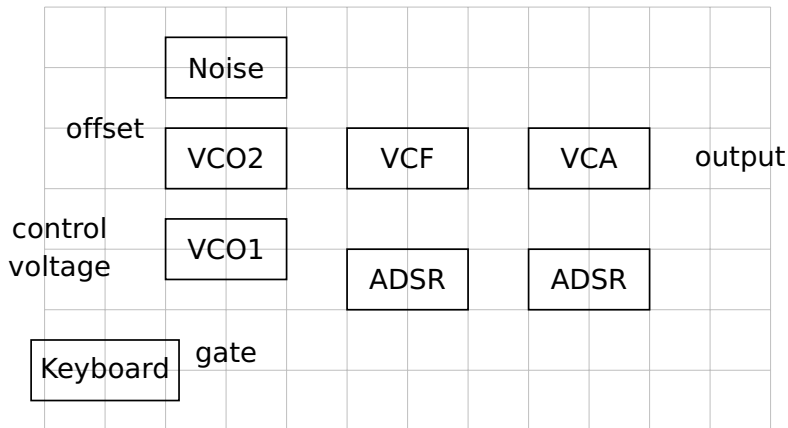 Noise
offset
VCO2
VCF
VCA
output
control
voltage
VCO1
ADSR
ADSR
Keyboard
gate